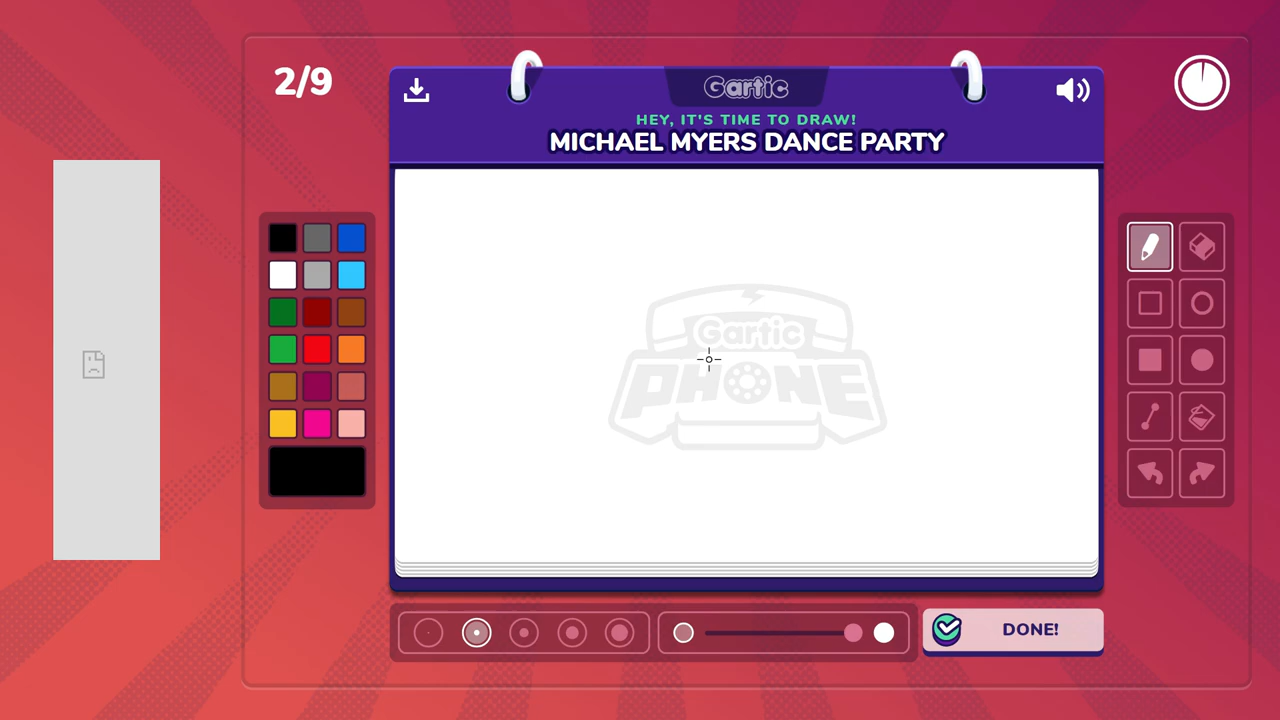 2/9
Gartic
HEY, IT'S TIME TO DRAW!
MICHAEL MYERS DANCE PARTY
Gartic
PHONE
DONE!